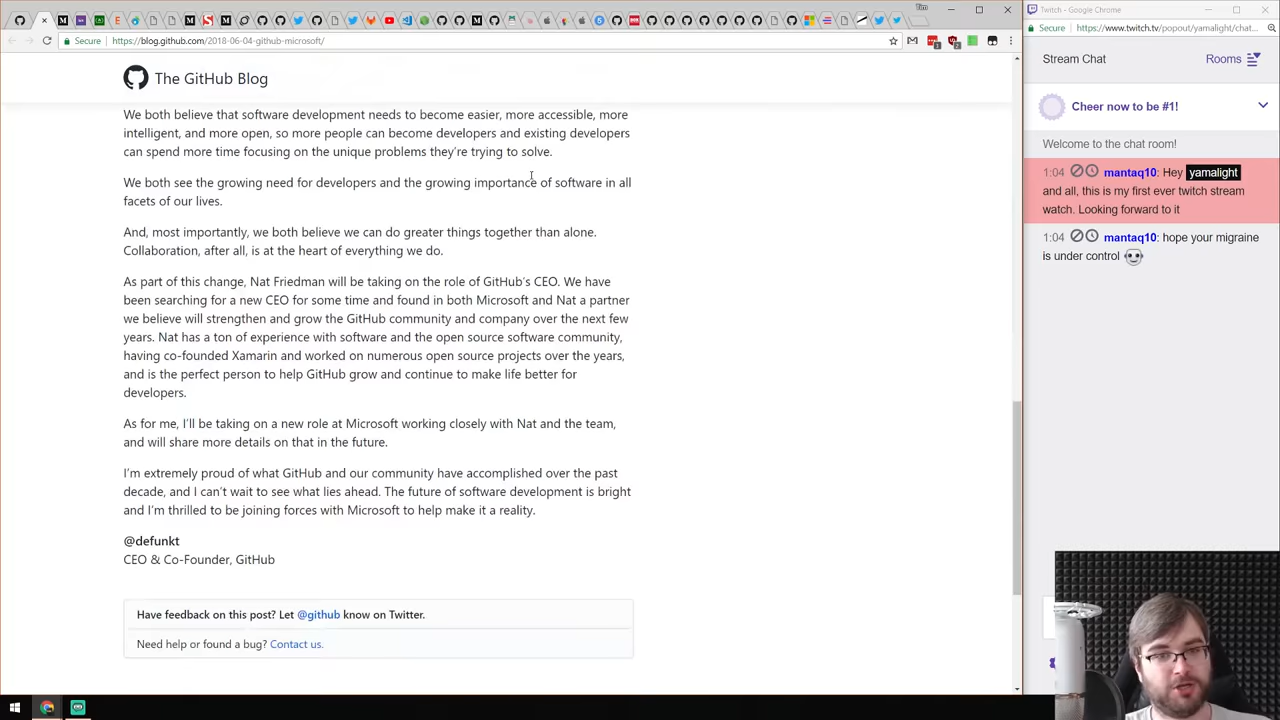 Tim
Secure
https://blog.github.com/2018-06-04-github-microsoft/
The GitHub Blog
We both believe that software development needs to become easier, more accessible, more
intelligent, and more open, so more people can become developers and existing developers
can spend more time focusing on the unique problems they’re trying to solve.
We both see the growing need for developers and the growing importance of software in all
facets of our lives.
And, most importantly, we both believe we can do greater things together than alone.
Collaboration, after all, is at the heart of everything we do.
As part of this change, Nat Friedman will be taking on the role of GitHub’s CEO. We have
been searching for a new CEO for some time and found in both Microsoft and Nat a partner
we believe will strengthen and grow the GitHub community and company over the next few
years. Nat has a ton of experience with software and the open source software community,
having co-founded Xamarin and worked on numerous open source projects over the years,
and is the perfect person to help GitHub grow and continue to make life better for
developers.
As for me, I’ll be taking on a new role at Microsoft working closely with Nat and the team,
and will share more details on that in the future.
I’m extremely proud of what GitHub and our community have accomplished over the past
decade, and I can’t wait to see what lies ahead. The future of software development is bright
and I’m thrilled to be joining forces with Microsoft to help make it a reality.
@defunkt
CEO & Co-Founder, GitHub
Have feedback on this post? Let @github know on Twitter.
Need help or found a bug? Contact us.
Twitch - Google Chrome
Secure
https://www.twitch.tv/popout/yamalight/chat...
Stream Chat
Rooms
Cheer now to be #1!
Welcome to the chat room!
1:04 mantaq10: Hey yamalight
and all, this is my first ever twitch stream
watch. Looking forward to it
1:04 mantaq10: hope your migraine
is under control